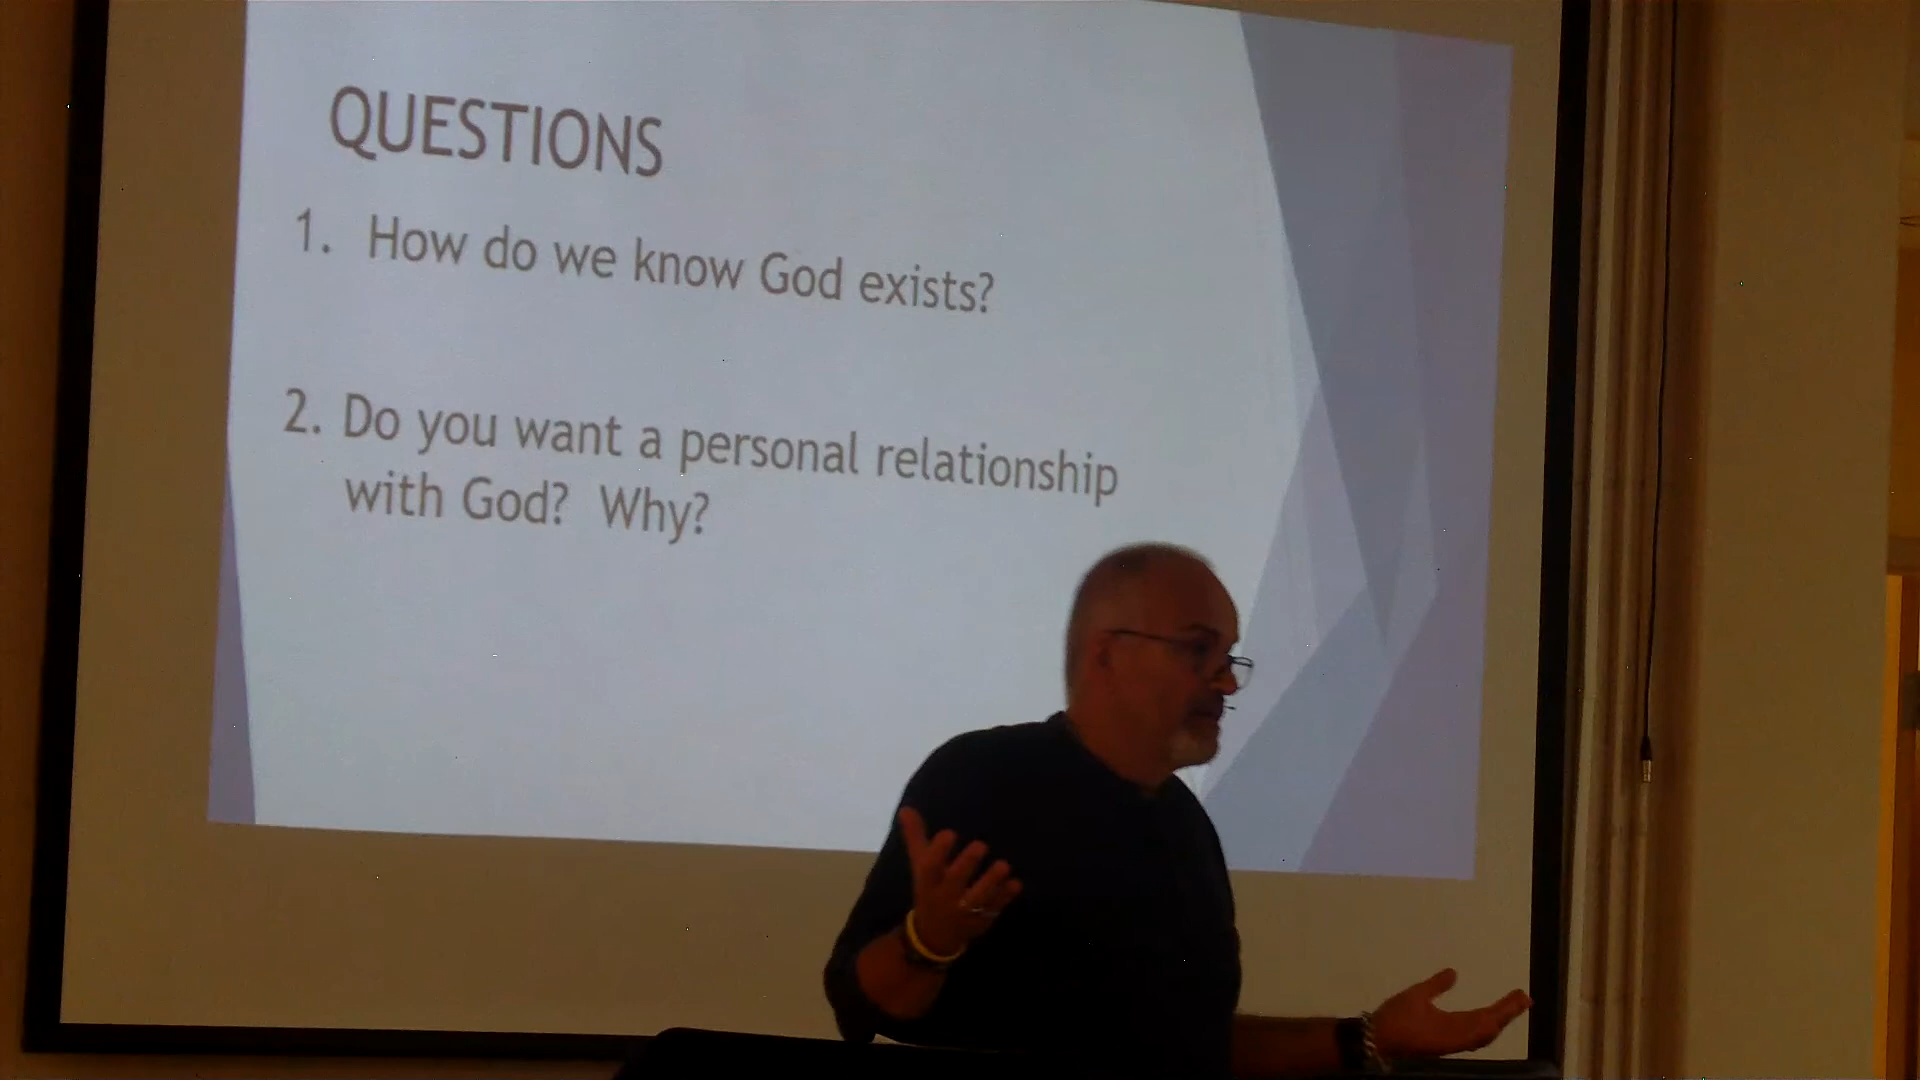 QUESTIONS
1. How do we know God exists?
2. Do you want a personal relationship
with God? Why?